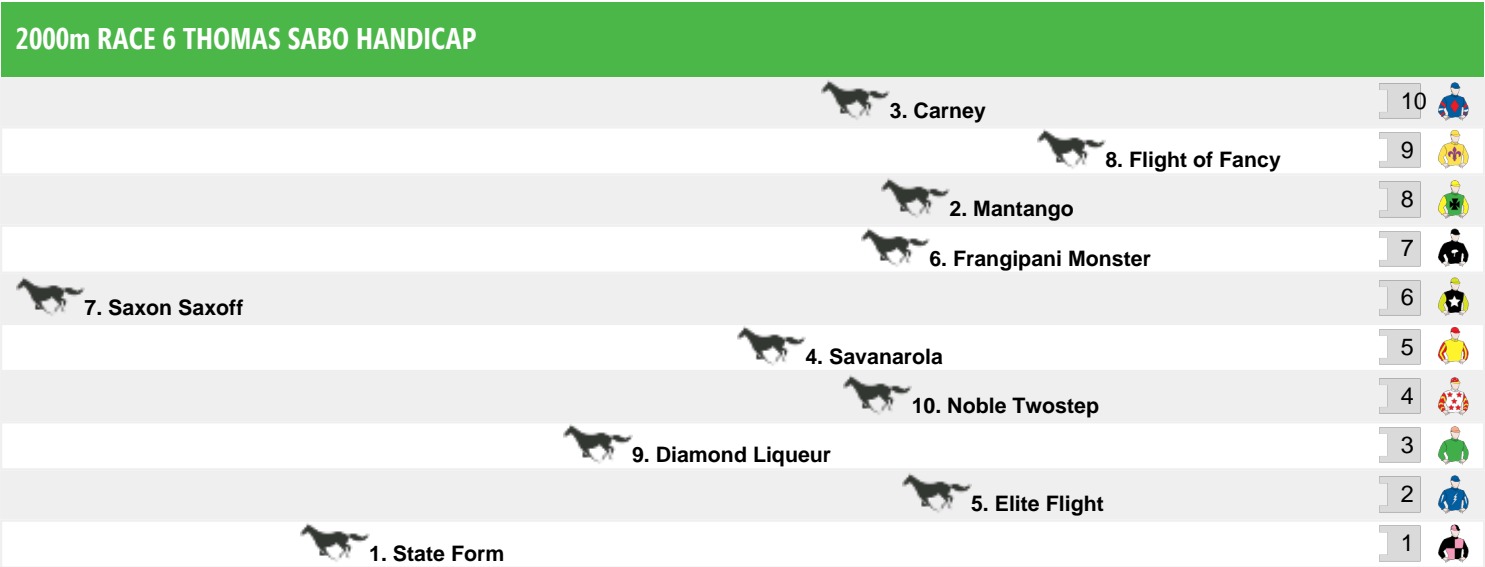 2000m RACE 6 THOMAS SABO HANDICAP
3. Carney 10
8. Flight of Fancy 9
2. Mantango 8
6. Frangipani Monster 7
7. Saxon Saxoff 6
4. Savanarola 5
10. Noble Twostep 4
9. Diamond Liqueur 3
5. Elite Flight 2
1. State Form 1